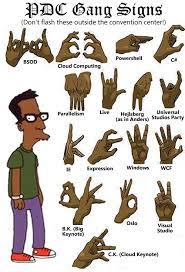 PDC Gang Signs
(Don't flash these outside the convention center!)
BSOD
Cloud Computing
Powershell
C#
Parallelism
Live
Hejlsberg
(as in Anders)
Universal
Studios Party
IE
Expression
Windows
WCF
B.K. (Big
Keynote)
Oslo
Visual
Studio
C.K. (Cloud Keynote)